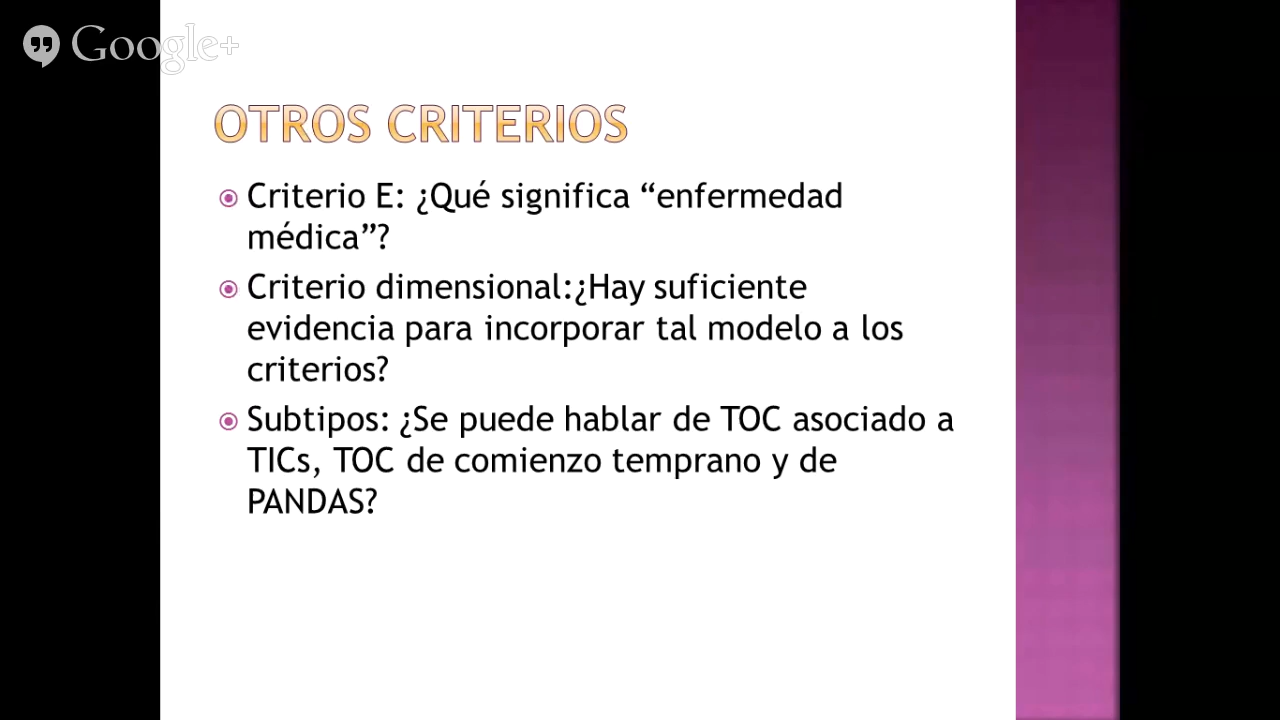 Google+
OTROS CRITERIOS
Criterio E: ¿Qué significa “enfermedad
médica”?
Criterio dimensional:¿Hay suficiente
evidencia para incorporar tal modelo a los
criterios?
Subtipos: ¿Se puede hablar de TOC asociado a
TICs, TOC de comienzo temprano y de
PANDAS?